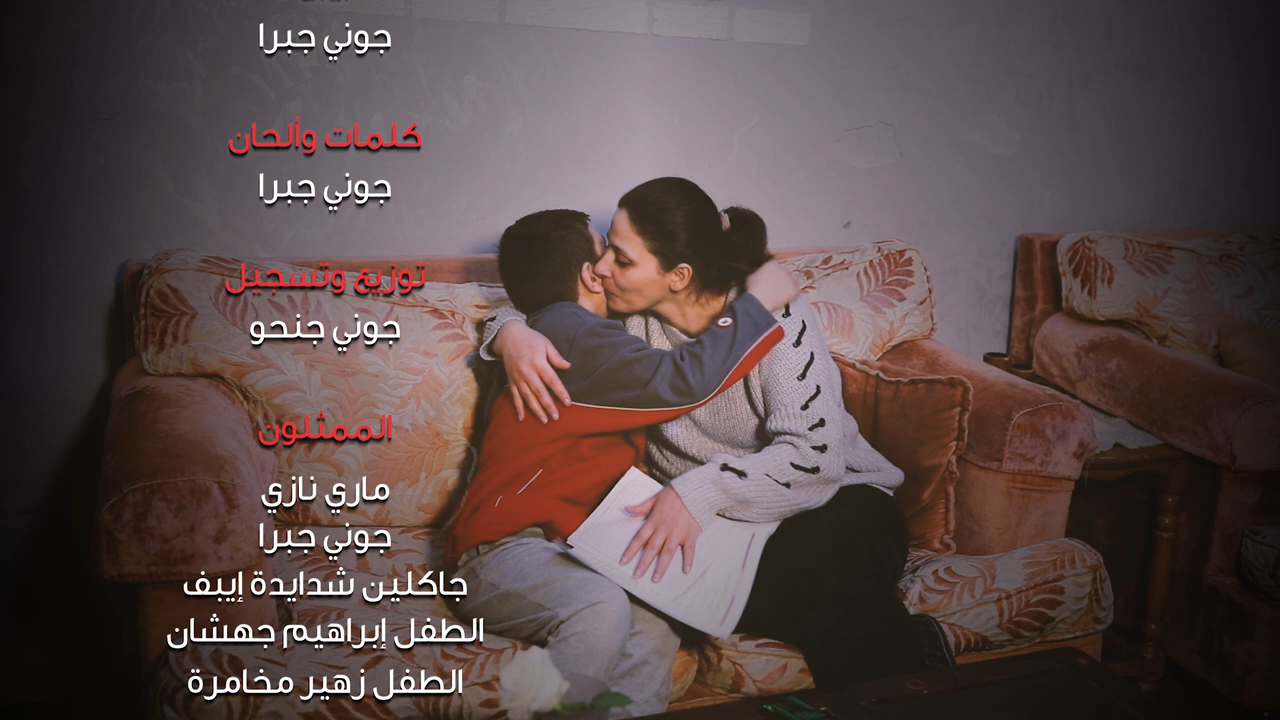 جوني جبرا
كلمات وألحان
جوني جبرا
توزيع وتسجيل
جوني جنحو
الممثلون
ماري نازي
جوني جبرا
جاكلين شدايدة إيبف
الطفل إبراهيم جهشان
الطفل زهير مخامرة